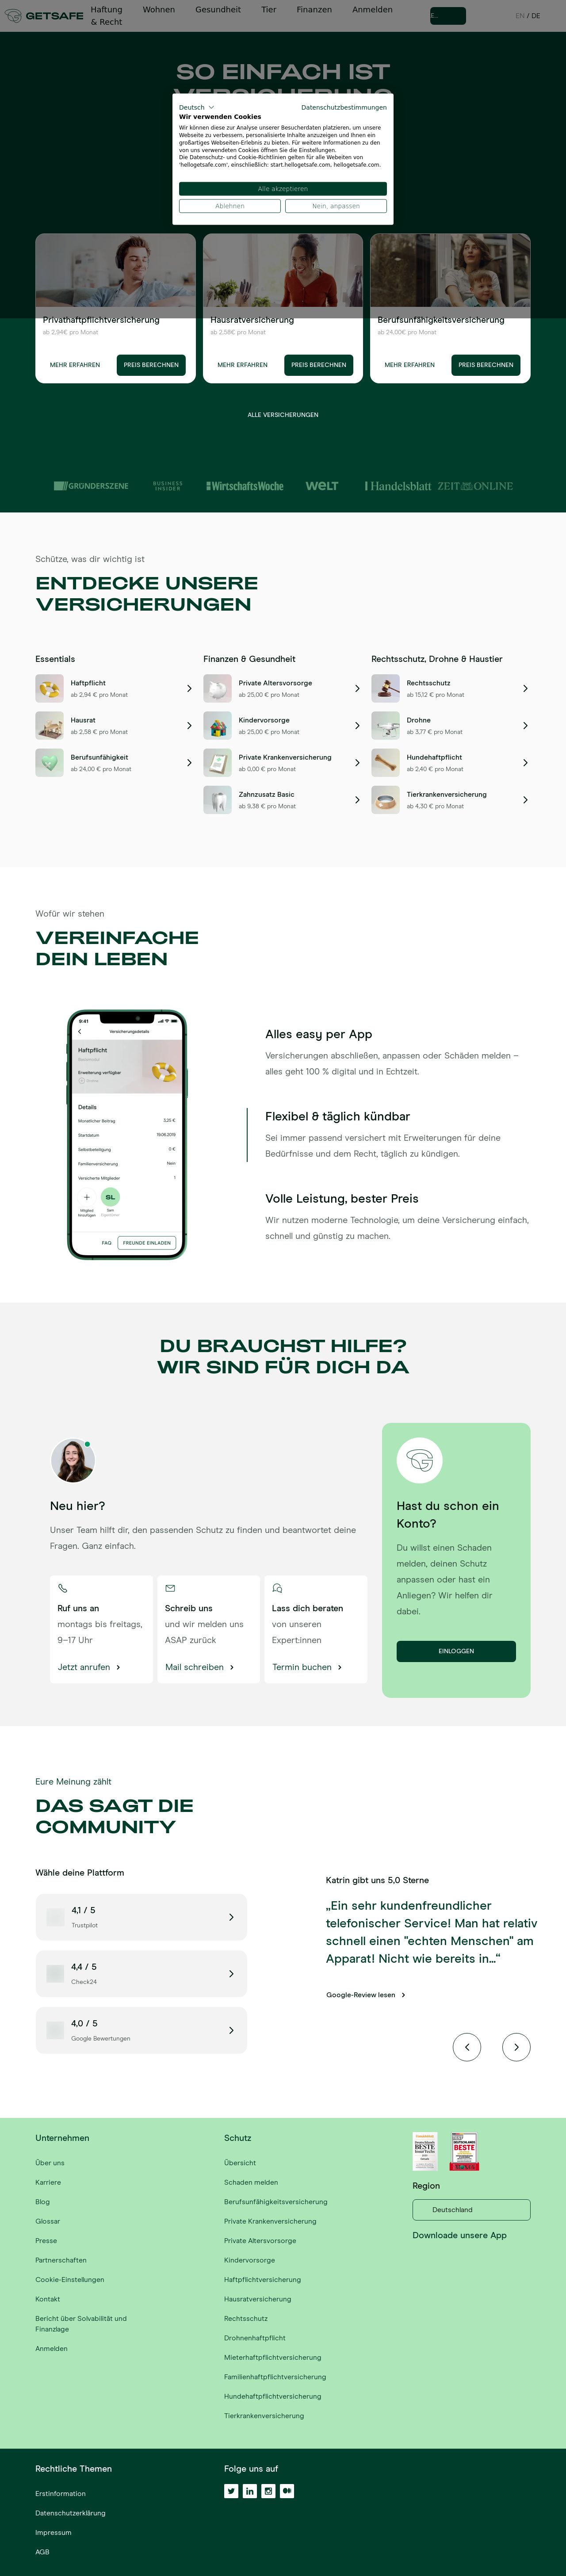 GETSAFE
Haftung & Recht
Wohnen
Gesundheit
Tier
Finanzen
Anmelden
E...
EN / DE
SO EINFACH IST
Deutsch
Datenschutzbestimmungen
Wir verwenden Cookies
Wir können diese zur Analyse unserer Besucherdaten platzieren, um unsere
Webseite zu verbessern, personalisierte Inhalte anzuzeigen und Ihnen ein
großartiges Webseiten-Erlebnis zu bieten. Für weitere Informationen zu den
von uns verwendeten Cookies öffnen Sie die Einstellungen.
Die Datenschutz- und Cookie-Richtlinien gelten für alle Webeiten von
'hellogetsafe.com', einschließlich: start.hellogetsafe.com, hellogetsafe.com.
Alle akzeptieren
Ablehnen
Nein, anpassen
Privathaftpflichtversicherung
ab 2,94€ pro Monat
MEHR ERFAHREN
PREIS BERECHNEN
Hausratversicherung
ab 2.58€ pro Monat
MEHR ERFAHREN
PREIS BERECHNEN
Berufsunfähigkeitsversicherung
ab 24,00€ pro Monat
MEHR ERFAHREN
PREIS BERECHNEN
ALLE VERSICHERUNGEN
GRÜNDERSZENE
BUSINESS INSIDER
WirtschaftsWoche
WELT
Handelsblatt
ZEIT ONLINE
Schütze, was dir wichtig ist
ENTDECKE UNSERE
VERSICHERUNGEN
Essentials
Haftpflicht
ab 2,94 € pro Monat
Hausrat
ab 2,58 € pro Monat
Berufsunfähigkeit
ab 24,00 € pro Monat
Finanzen & Gesundheit
Private Altersvorsorge
ab 25,00 € pro Monat
Kindervorsorge
ab 25,00 € pro Monat
Private Krankenversicherung
ab 0,00 € pro Monat
Zahnzusatz Basic
ab 9.38 € pro Monat
Rechtsschutz, Drohne & Haustier
Rechtsschutz
ab 15,12 € pro Monat
Drohne
ab 3,77 € pro Monat
Hundehaftpflicht
ab 2,40 € pro Monat
Tierkrankenversicherung
ab 4,30 € pro Monat
Wofür wir stehen
VEREINFACHE
DEIN LEBEN
9:41
Versicherungsdetails
Haftpflicht
Erweiterung verfügbar
Details
Monatlicher Beitrag 3,25 €
Startdatum 19.08.2019
Selbstbeteiligung 0 €
Familienversicherung Nein
Versicherte Mitglieder 1
SL
Mitglied hinzufügen
FAQ
FREUNDE EINLADEN
Alles easy per App
Versicherungen abschließen, anpassen oder Schäden melden –
alles geht 100 % digital und in Echtzeit.
Flexibel & täglich kündbar
Sei immer passend versichert mit Erweiterungen für deine
Bedürfnisse und dem Recht, täglich zu kündigen.
Volle Leistung, bester Preis
Wir nutzen moderne Technologie, um deine Versicherung einfach,
schnell und günstig zu machen.
DU BRAUCHST HILFE?
WIR SIND FÜR DICH DA
Neu hier?
Unser Team hilft dir, den passenden Schutz zu finden und beantwortet deine
Fragen. Ganz einfach.
Ruf uns an
montags bis freitags,
9–17 Uhr
Jetzt anrufen
Schreib uns
und wir melden uns
ASAP zurück
Mail schreiben
Lass dich beraten
von unseren
Expert:innen
Termin buchen
Hast du schon ein
Konto?
Du willst einen Schaden
melden, deinen Schutz
anpassen oder hast ein
Anliegen? Wir helfen dir
dabei.
EINLOGGEN
Eure Meinung zählt
DAS SAGT DIE
COMMUNITY
Wähle deine Plattform
4,1 / 5
Trustpilot
4,4 / 5
Check24
4,0 / 5
Google Bewertungen
Katrin gibt uns 5,0 Sterne
„Ein sehr kundenfreundlicher
telefonischer Service! Man hat relativ
schnell einen "echten Menschen" am
Apparat! Nicht wie bereits in...“
Google-Review lesen
Unternehmen
Über uns
Karriere
Blog
Glossar
Presse
Partnerschaften
Cookie-Einstellungen
Kontakt
Bericht über Solvabilität und
Finanzlage
Anmelden
Schutz
Übersicht
Schaden melden
Berufsunfähigkeitsversicherung
Private Krankenversicherung
Private Altersvorsorge
Kindervorsorge
Haftpflichtversicherung
Hausratversicherung
Rechtsschutz
Drohnenhaftpflicht
Mieterhaftpflichtversicherung
Familienhaftpflichtversicherung
Hundehaftpflichtversicherung
Tierkrankenversicherung
BESTE
BESTE
Region
Deutschland
Downloade unsere App
Rechtliche Themen
Erstinformation
Datenschutzerklärung
Impressum
AGB
Folge uns auf